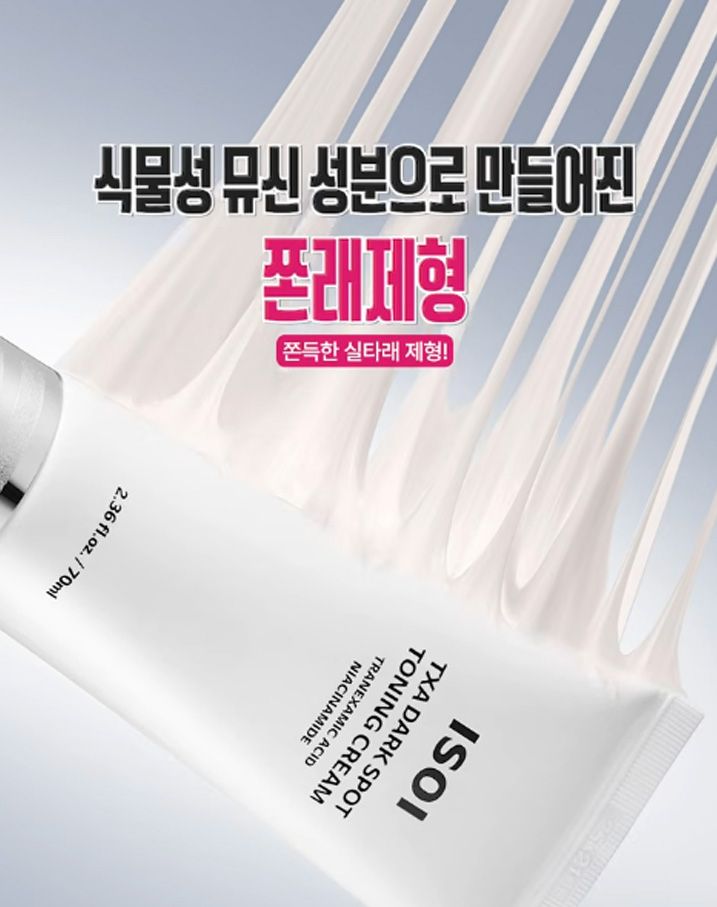 식물성 뮤신 성분으로 만들어진
쫀래제형
쫀득한 실타래 제형!
2.36 fl.oz. / 70ml
ISOI
TXA DARK SPOT
TONING CREAM
TRANEXAMIC ACID
NIACINAMIDE